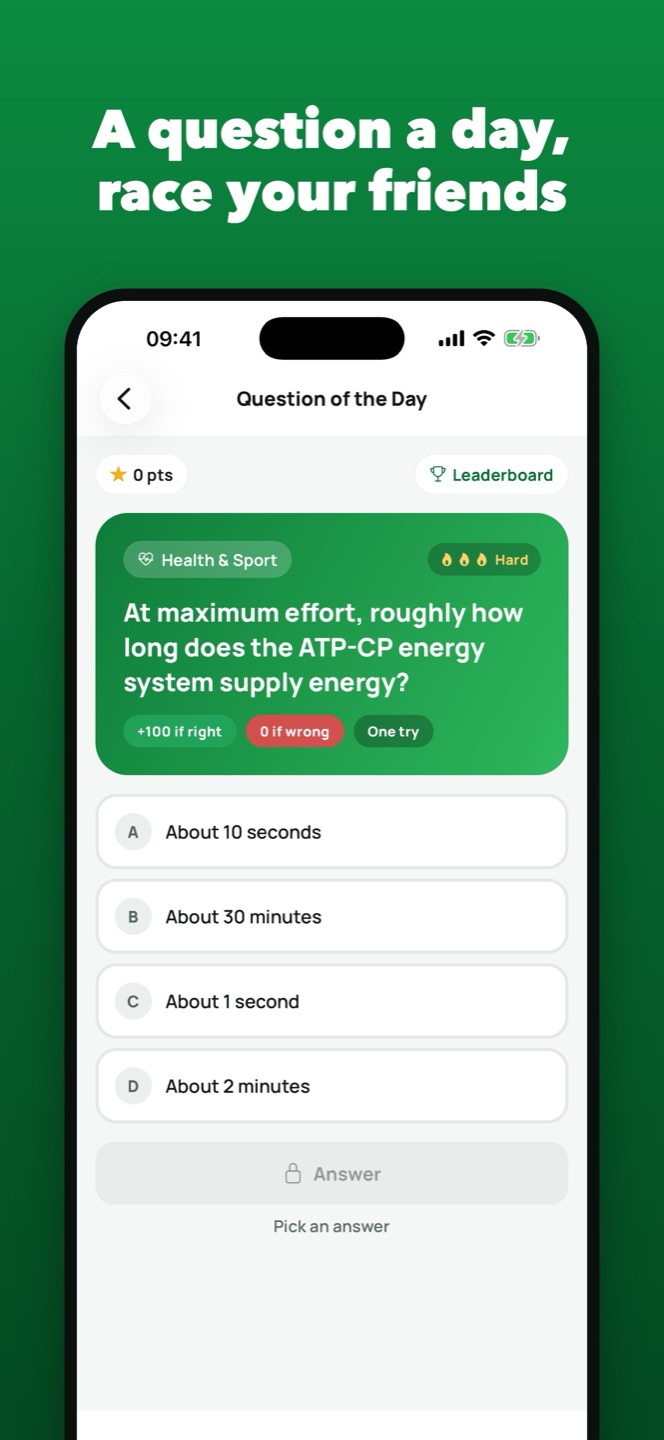 A question a day,
race your friends
09:41
Question of the Day
0 pts
Leaderboard
Health & Sport
Hard
At maximum effort, roughly how
long does the ATP-CP energy
system supply energy?
+100 if right
0 if wrong
One try
A About 10 seconds
B About 30 minutes
C About 1 second
D About 2 minutes
Answer
Pick an answer